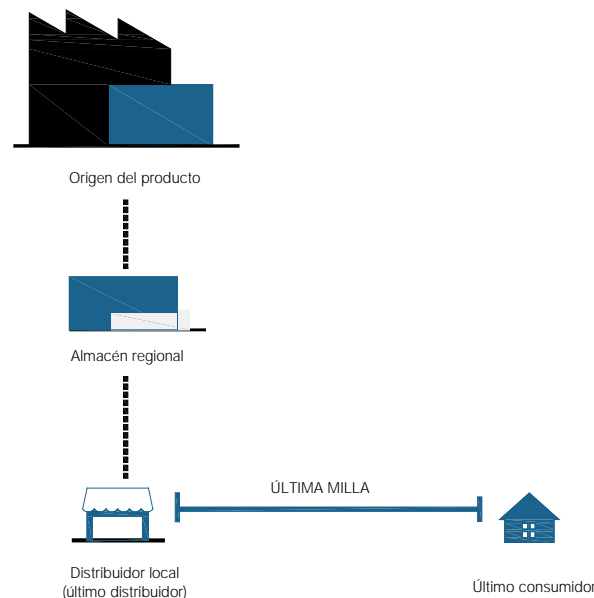 Origen del producto
Almacén regional
ÚLTIMA MILLA
Distribuidor local
(último distribuidor)
Último consumidor